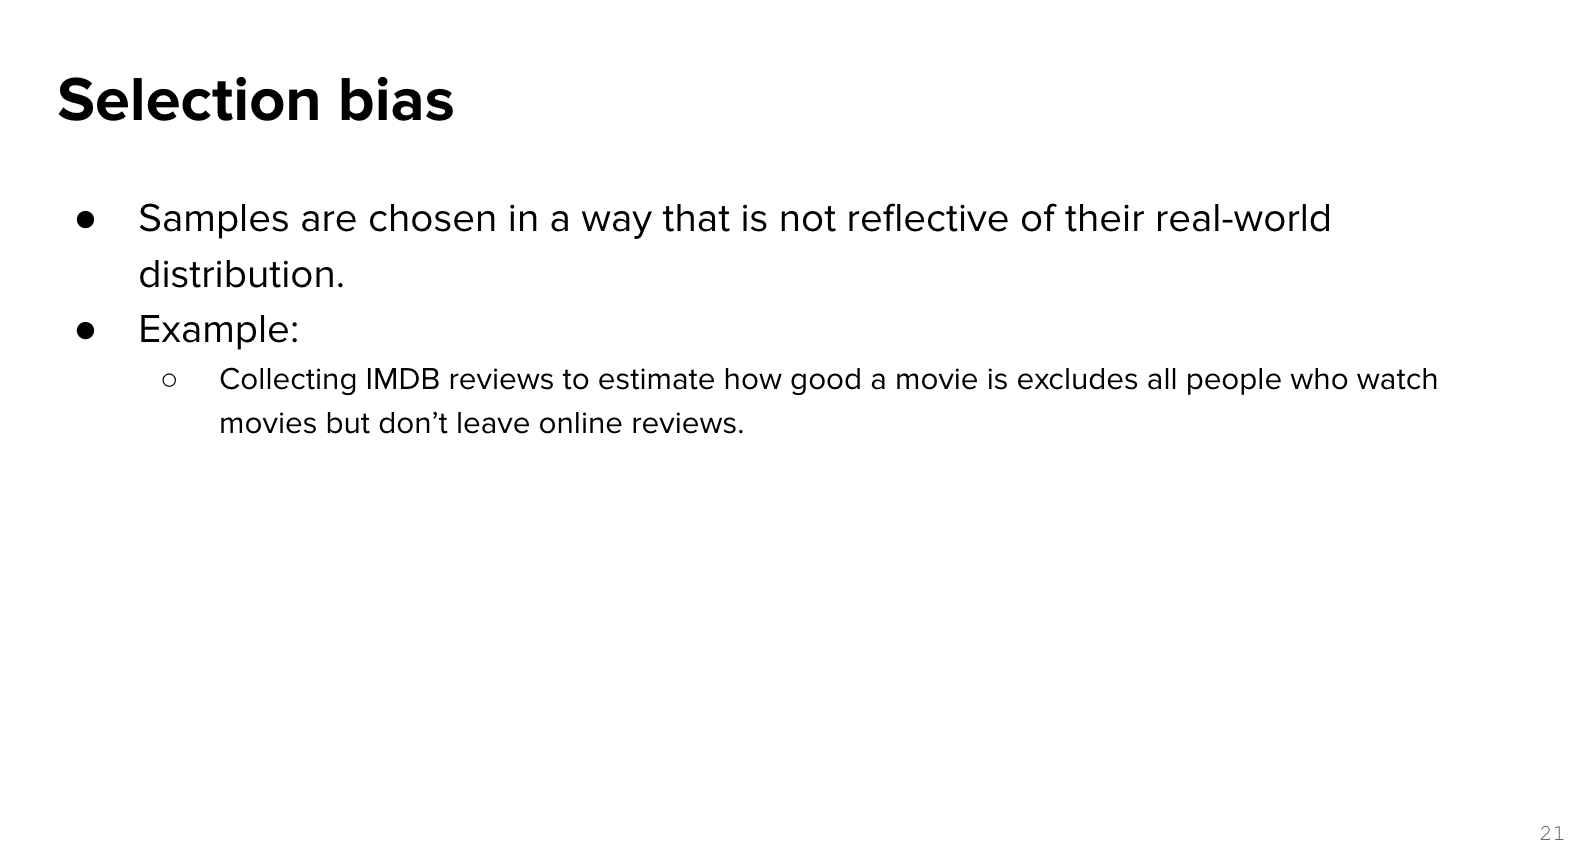 Selection bias
● Samples are chosen in a way that is not reflective of their real-world
distribution.
● Example:
○ Collecting IMDB reviews to estimate how good a movie is excludes all people who watch
movies but don’t leave online reviews.
21